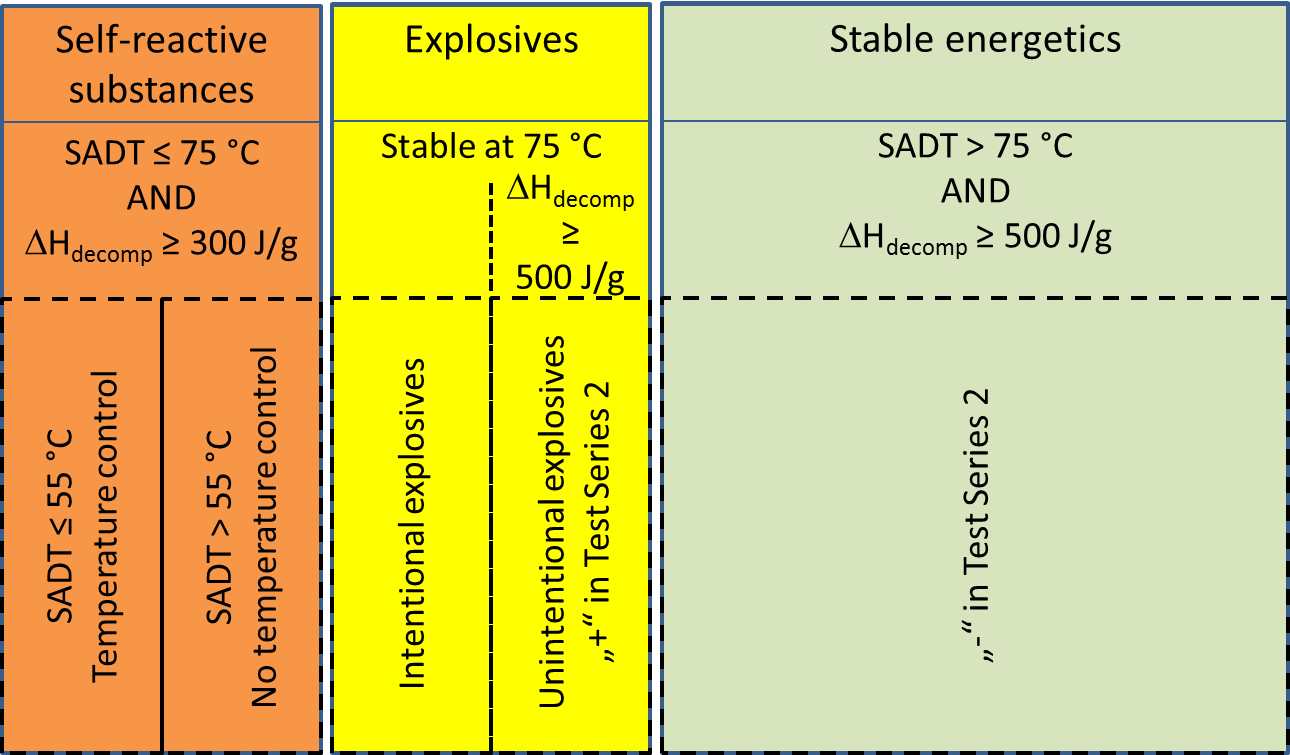 Self-reactive
substances
SADT ≤ 75 °C
AND
ΔHdecomp ≥ 300 J/g
SADT ≤ 55 °C
Temperature control
SADT > 55 °C
No temperature control
Explosives
Stable at 75 °C
ΔHdecomp
≥
500 J/g
Intentional explosives
Unintentional explosives
„+“ in Test Series 2
Stable energetics
SADT > 75 °C
AND
ΔHdecomp ≥ 500 J/g
„-“ in Test Series 2